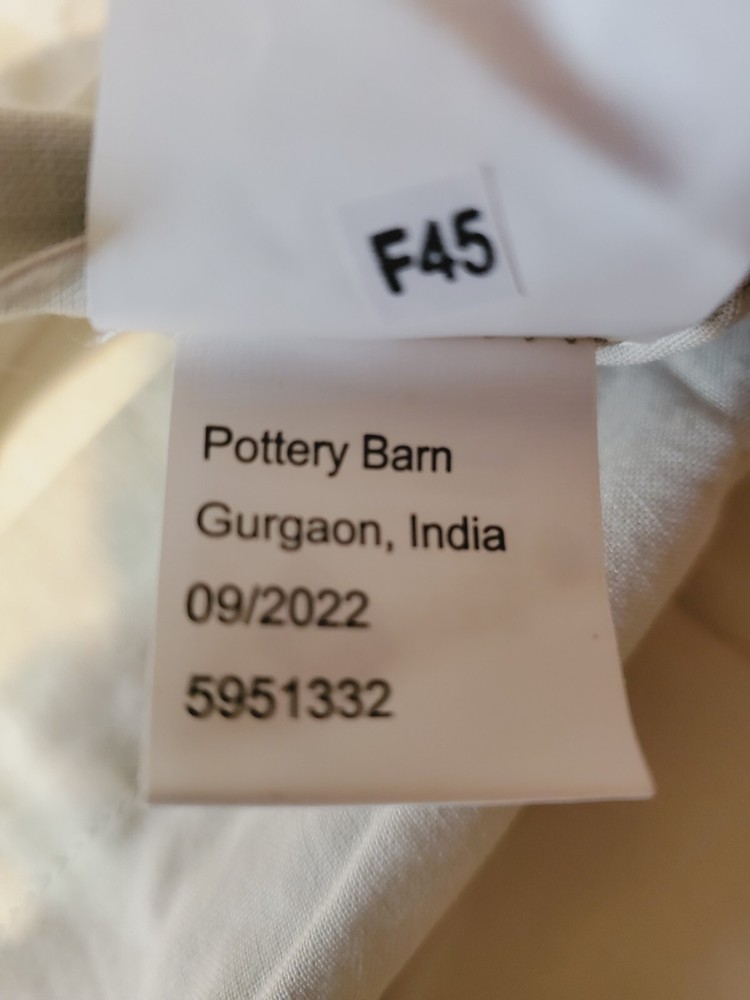 F45
Pottery Barn
Gurgaon, India
09/2022
5951332